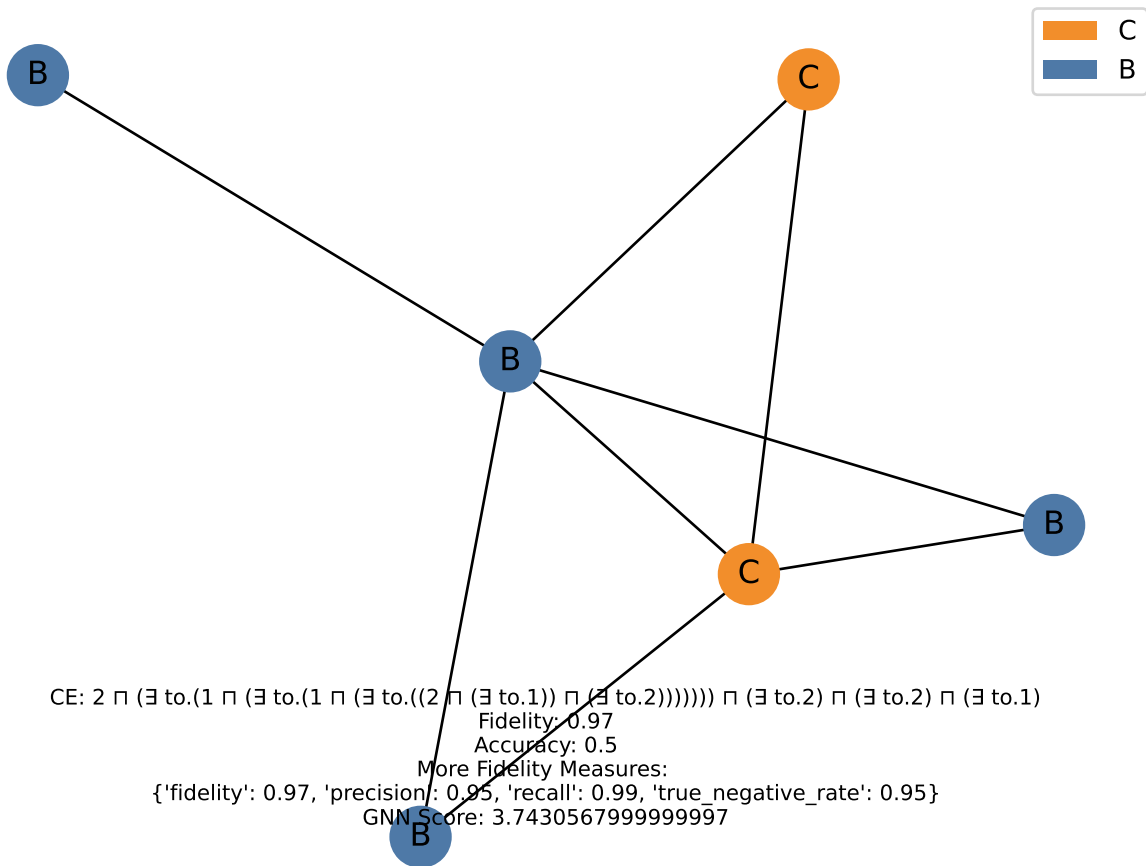 B
C
C
B
B
B
C
CE: 2 ⊓ (∃ to.(1 ⊓ (∃ to.(1 ⊓ (∃ to.((2 ⊓ (∃ to.1)) ⊓ (∃ to.2))))))) ⊓ (∃ to.2) ⊓ (∃ to.2) ⊓ (∃ to.1)
Fidelity: 0.97
Accuracy: 0.5
More Fidelity Measures:
{'fidelity': 0.97, 'precision': 0.95, 'recall': 0.99, 'true_negative_rate': 0.95}
GNN Score: 3.7430567999999997
B